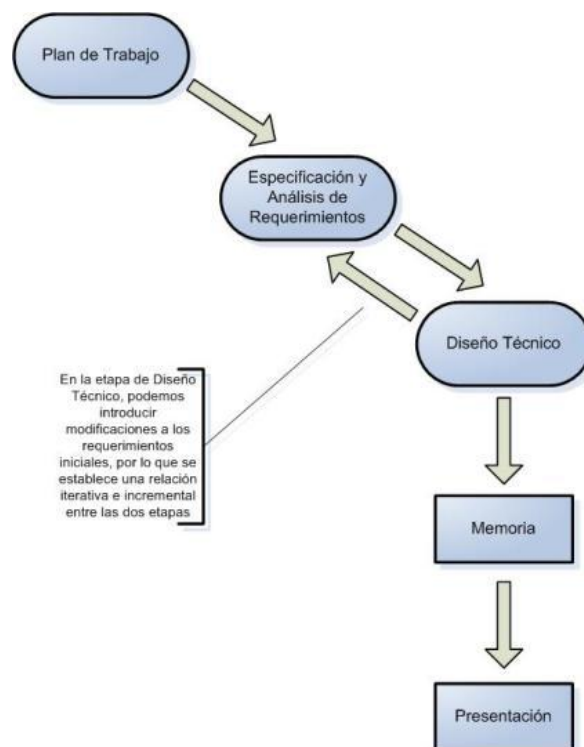 Plan de Trabajo
Especificación y
Análisis de
Requerimientos
Diseño Técnico
En la etapa de Diseño
Técnico, podemos
introducir
modificaciones a los
requerimientos
iniciales, por lo que se
establece una relación
iterativa e incremental
entre las dos etapas
Memoria
Presentación